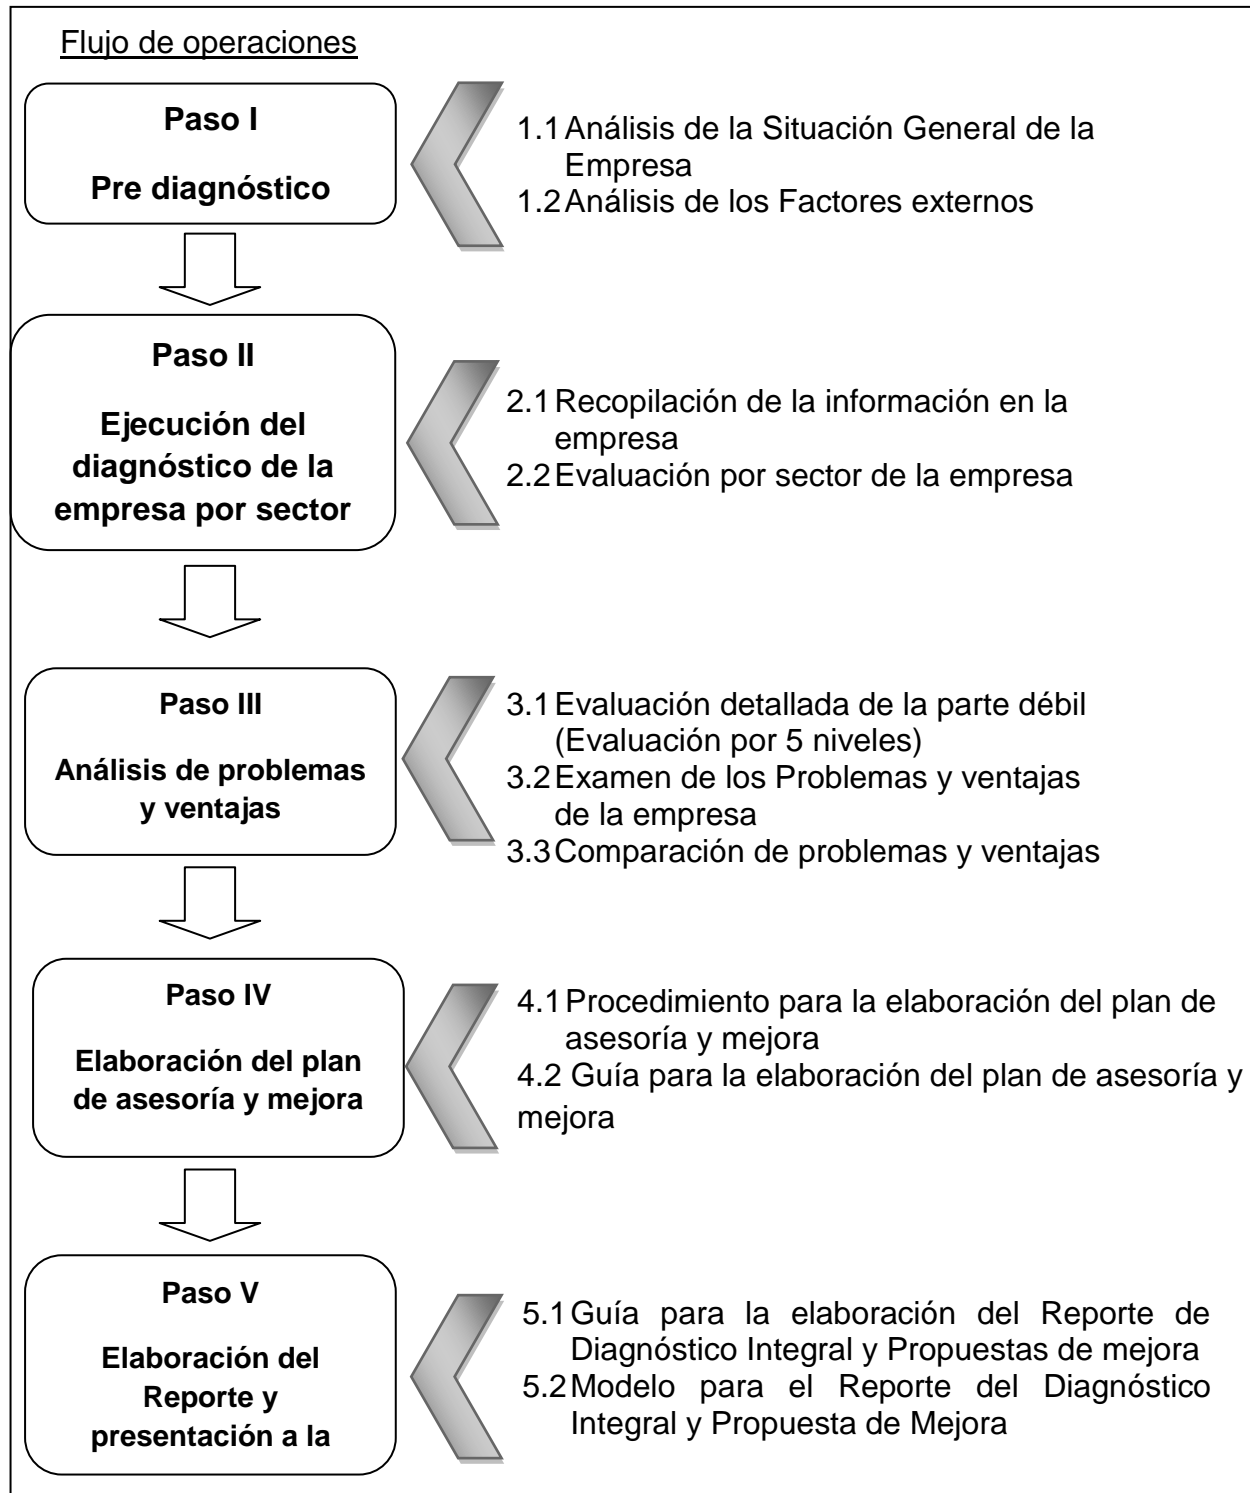 Flujo de operaciones
Paso I
Pre diagnóstico
1.1 Análisis de la Situación General de la
Empresa
1.2 Análisis de los Factores externos
Paso II
Ejecución del
diagnóstico de la
empresa por sector
2.1 Recopilación de la información en la
empresa
2.2 Evaluación por sector de la empresa
Paso III
Análisis de problemas
y ventajas
3.1 Evaluación detallada de la parte débil
(Evaluación por 5 niveles)
3.2 Examen de los Problemas y ventajas
de la empresa
3.3 Comparación de problemas y ventajas
Paso IV
Elaboración del plan
de asesoría y mejora
4.1 Procedimiento para la elaboración del plan de
asesoría y mejora
4.2 Guía para la elaboración del plan de asesoría y
mejora
Paso V
Elaboración del
Reporte y
presentación a la
5.1 Guía para la elaboración del Reporte de
Diagnóstico Integral y Propuestas de mejora
5.2 Modelo para el Reporte del Diagnóstico
Integral y Propuesta de Mejora